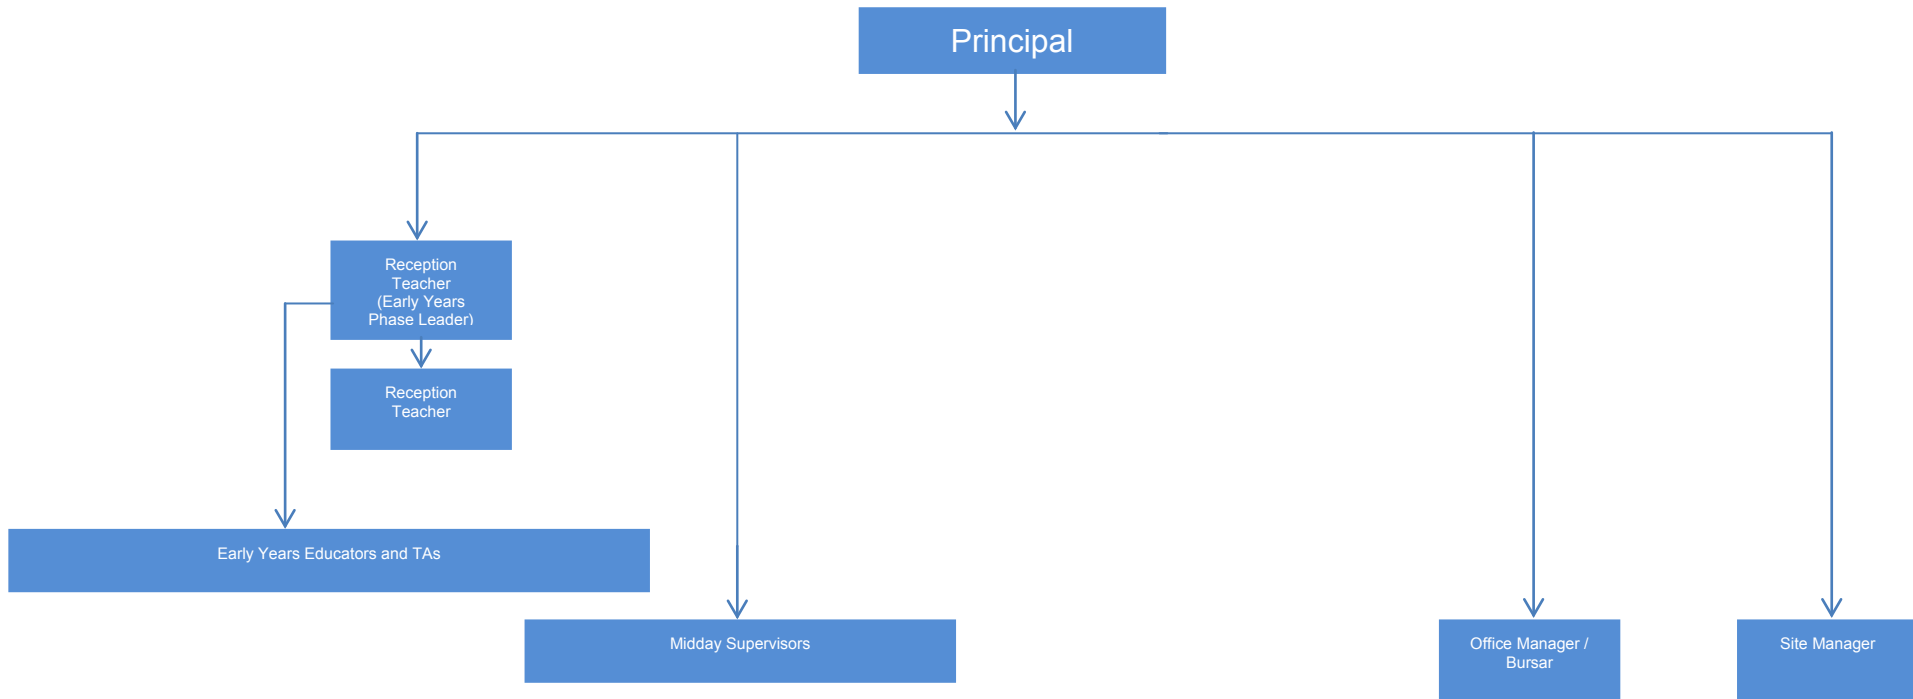 Principal
Reception
Teacher
(Early Years
Phase Leader)
Reception
Teacher
Early Years Educators and TAs
Midday Supervisors
Office Manager /
Bursar
Site Manager